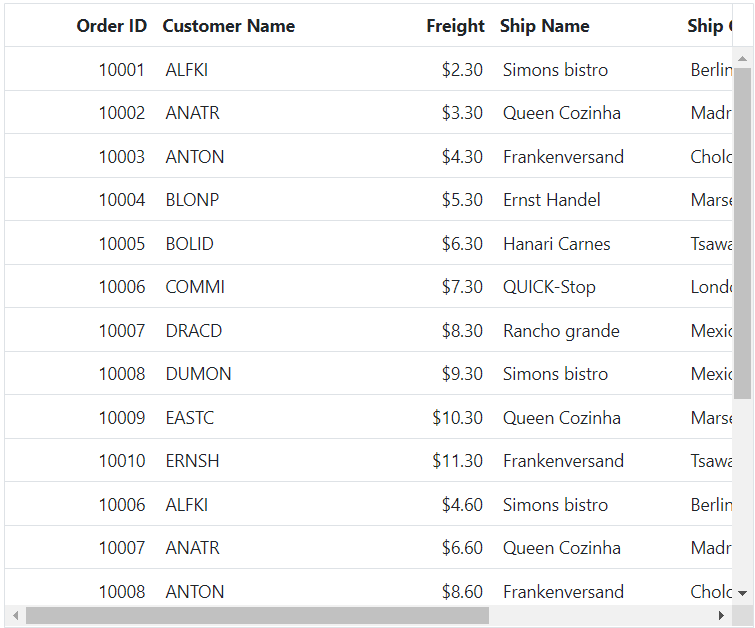 Order ID Customer Name Freight Ship Name Ship
10001 ALFKI $2.30 Simons bistro Berlin
10002 ANATR $3.30 Queen Cozinha Madr
10003 ANTON $4.30 Frankenversand Cholc
10004 BLONP $5.30 Ernst Handel Marse
10005 BOLID $6.30 Hanari Carnes Tsawa
10006 COMMI $7.30 QUICK-Stop Lond
10007 DRACD $8.30 Rancho grande Mexic
10008 DUMON $9.30 Simons bistro Mexic
10009 EASTC $10.30 Queen Cozinha Marse
10010 ERNSH $11.30 Frankenversand Tsawa
10006 ALFKI $4.60 Simons bistro Berlin
10007 ANATR $6.60 Queen Cozinha Madr
10008 ANTON $8.60 Frankenversand Cholc